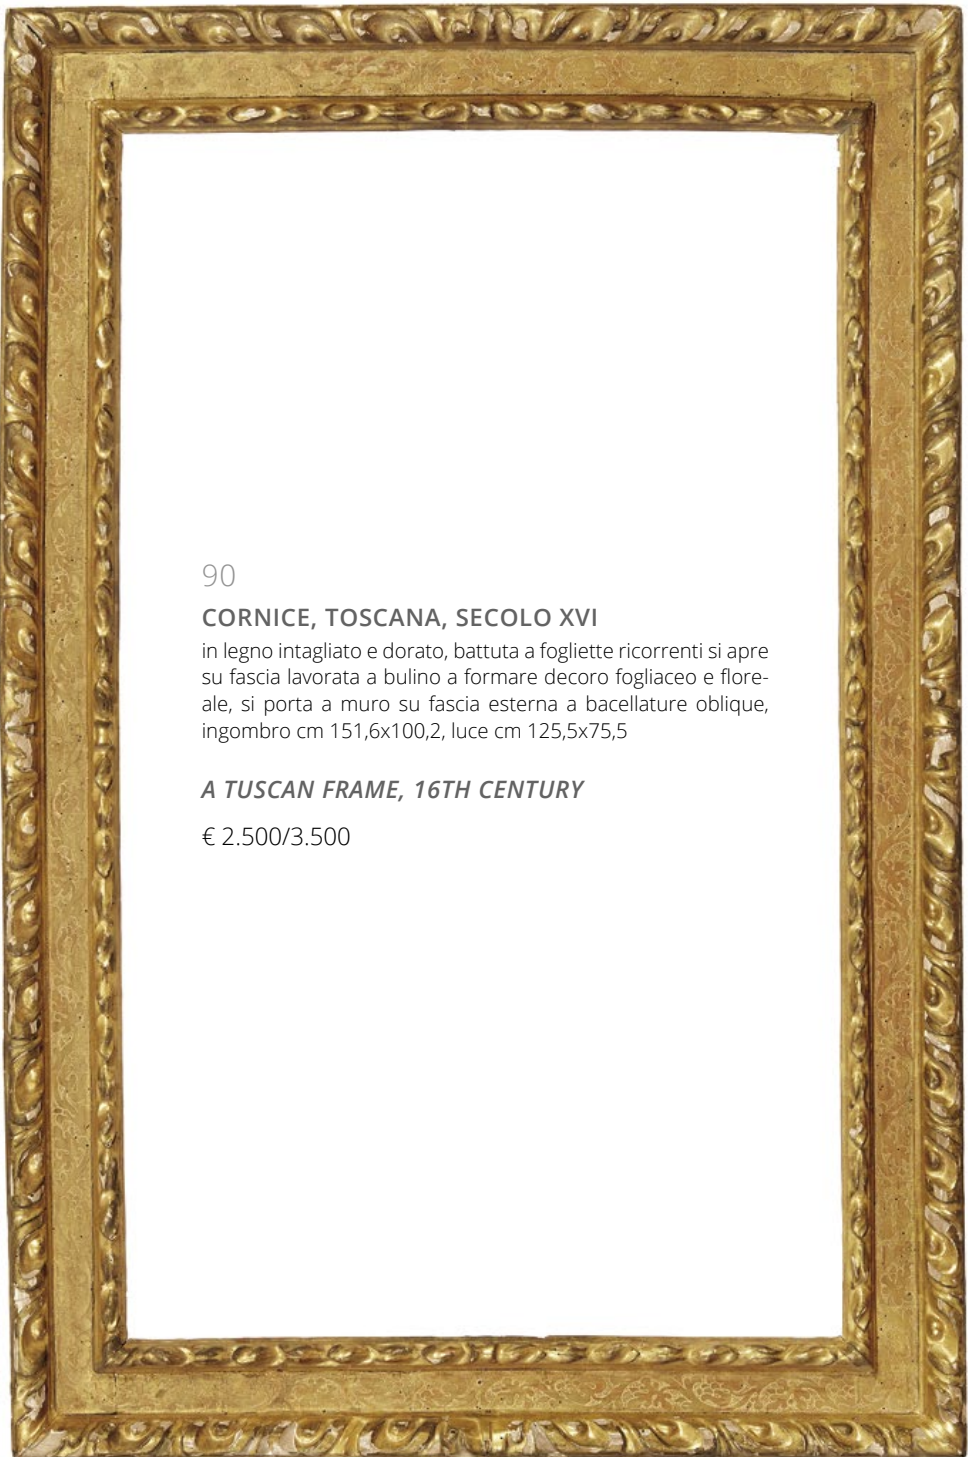 90
CORNICE, TOSCANA, SECOLO XVI
in legno intagliato e dorato, battuta a fogliette ricorrenti si apre
su fascia lavorata a bulino a formare decoro fogliaceo e flore-
ale, si porta a muro su fascia esterna a bacellature oblique,
ingombro cm 151,6x100,2, luce cm 125,5x75,5
A TUSCAN FRAME, 16TH CENTURY
€ 2.500/3.500